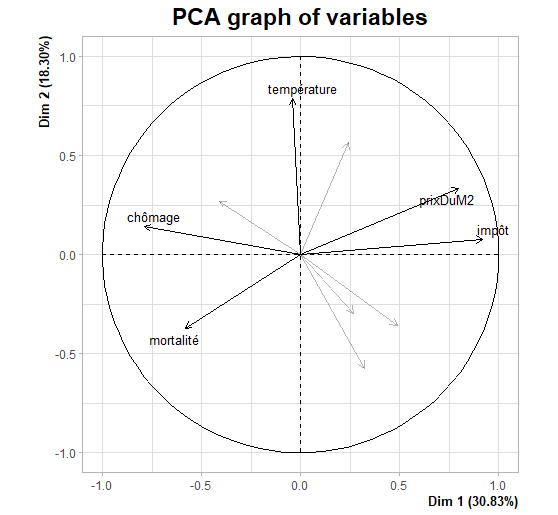 PCA graph of variables
Dim 2 (18.30%)
1.0
0.5
0.0
-0.5
-1.0
température
prixDuM2
chômage
impôt
mortalité
-1.0 -0.5 0.0 0.5 1.0
Dim 1 (30.83%)